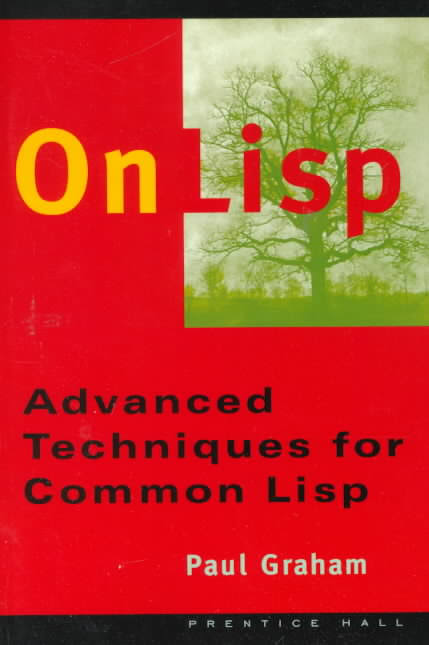 On Lisp
Advanced
Techniques for
Common Lisp
Paul Graham
PRENTICE HALL